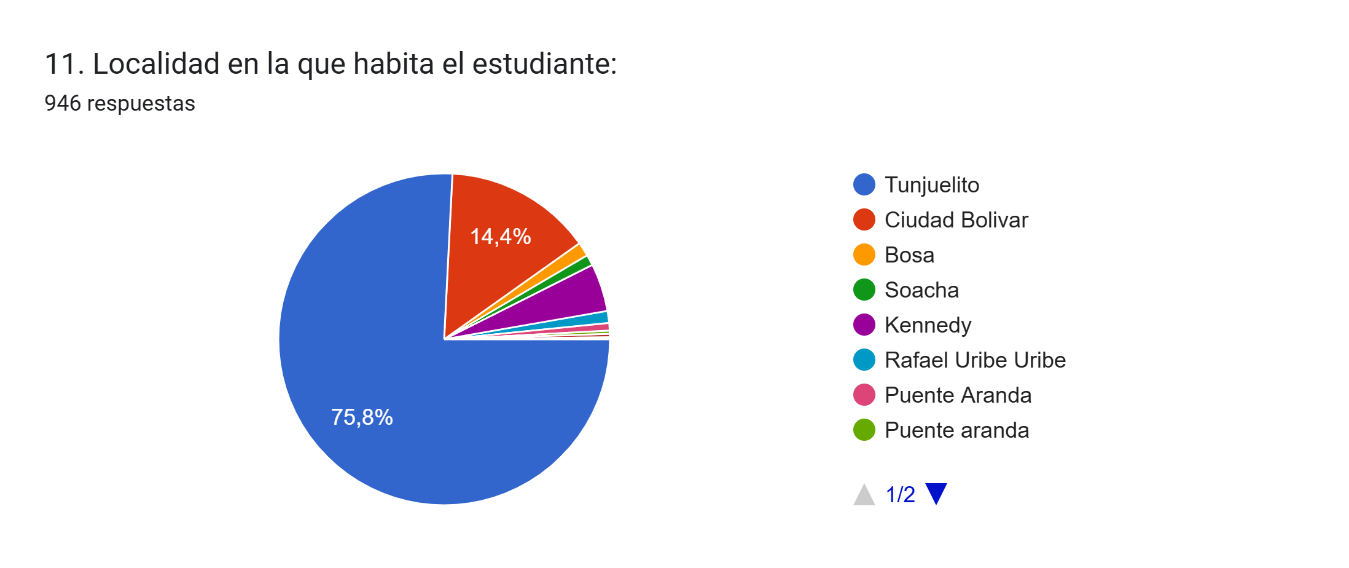 11. Localidad en la que habita el estudiante:
946 respuestas
14,4%
75,8%
Tunjuelito
Ciudad Bolivar
Bosa
Soacha
Kennedy
Rafael Uribe Uribe
Puente Aranda
Puente aranda
1/2